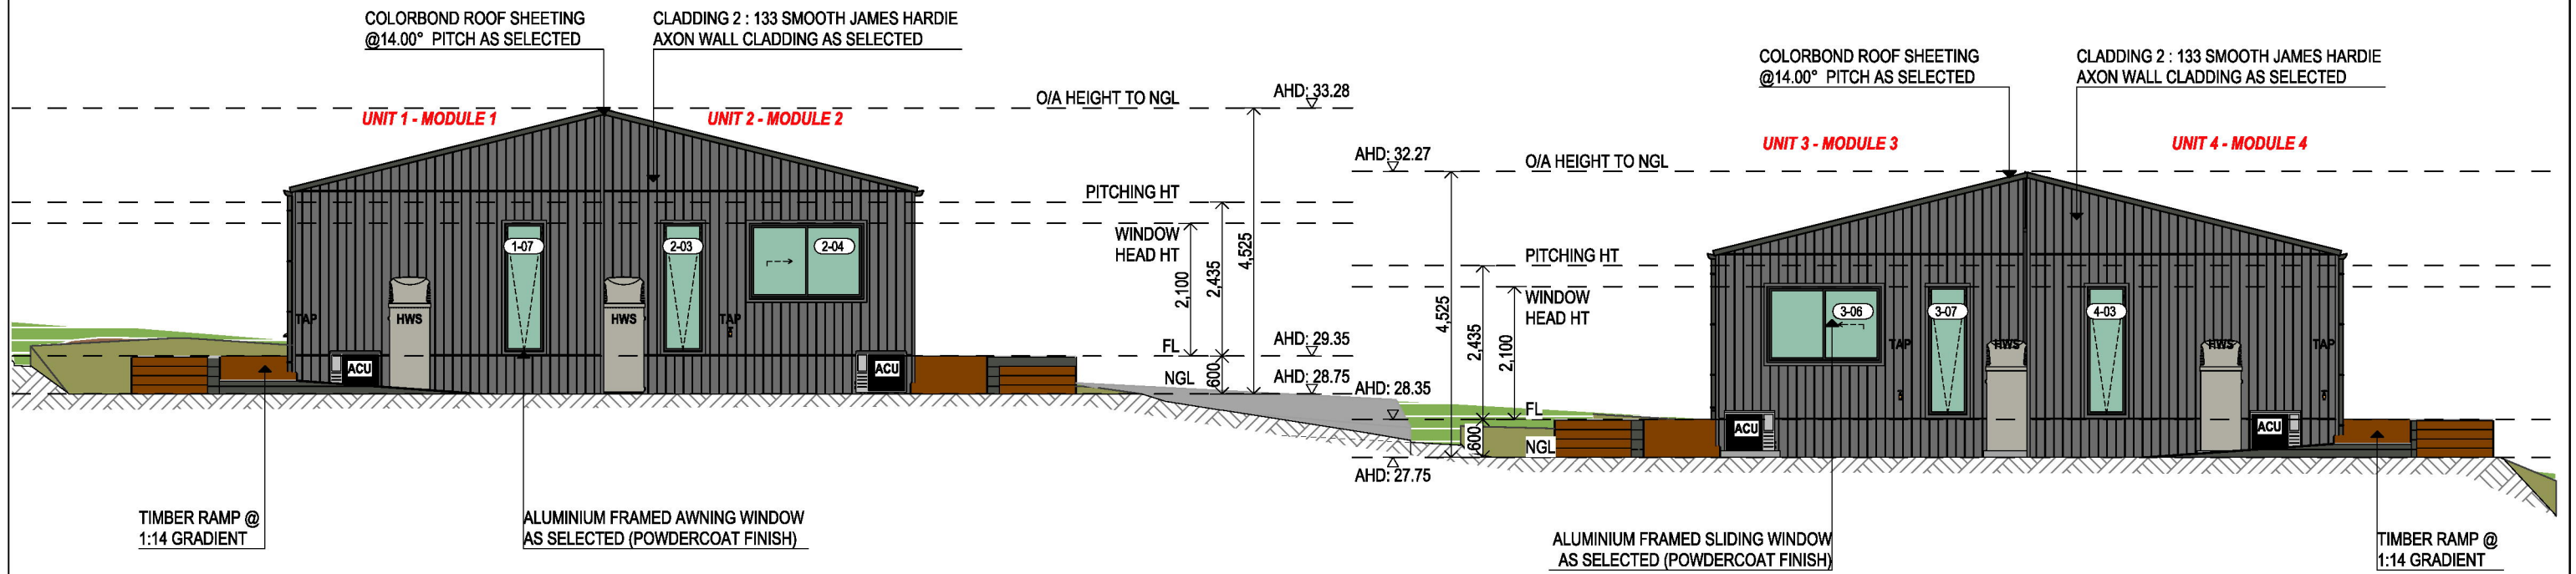 COLORBOND ROOF SHEETING
@14.00° PITCH AS SELECTED
CLADDING 2 : 133 SMOOTH JAMES HARDIE
AXON WALL CLADDING AS SELECTED
UNIT 1 - MODULE 1
UNIT 2 - MODULE 2
O/A HEIGHT TO NGL
AHD: 33.28
PITCHING HT
WINDOW
HEAD HT
2,100
2,435
4,525
FL
AHD: 29.35
NGL
600
AHD: 28.75
1-07
2-03
2-04
TAP
HWS
HWS
TAP
ACU
ACU
TIMBER RAMP @
1:14 GRADIENT
ALUMINIUM FRAMED AWNING WINDOW
AS SELECTED (POWDERCOAT FINISH)
COLORBOND ROOF SHEETING
@14.00° PITCH AS SELECTED
CLADDING 2 : 133 SMOOTH JAMES HARDIE
AXON WALL CLADDING AS SELECTED
UNIT 3 - MODULE 3
UNIT 4 - MODULE 4
AHD: 32.27
O/A HEIGHT TO NGL
PITCHING HT
WINDOW
HEAD HT
4,525
2,435
2,100
AHD: 28.35
FL
600
NGL
AHD: 27.75
3-06
3-07
4-03
TAP
HWS
HWS
TAP
ACU
ACU
ALUMINIUM FRAMED SLIDING WINDOW
AS SELECTED (POWDERCOAT FINISH)
TIMBER RAMP @
1:14 GRADIENT